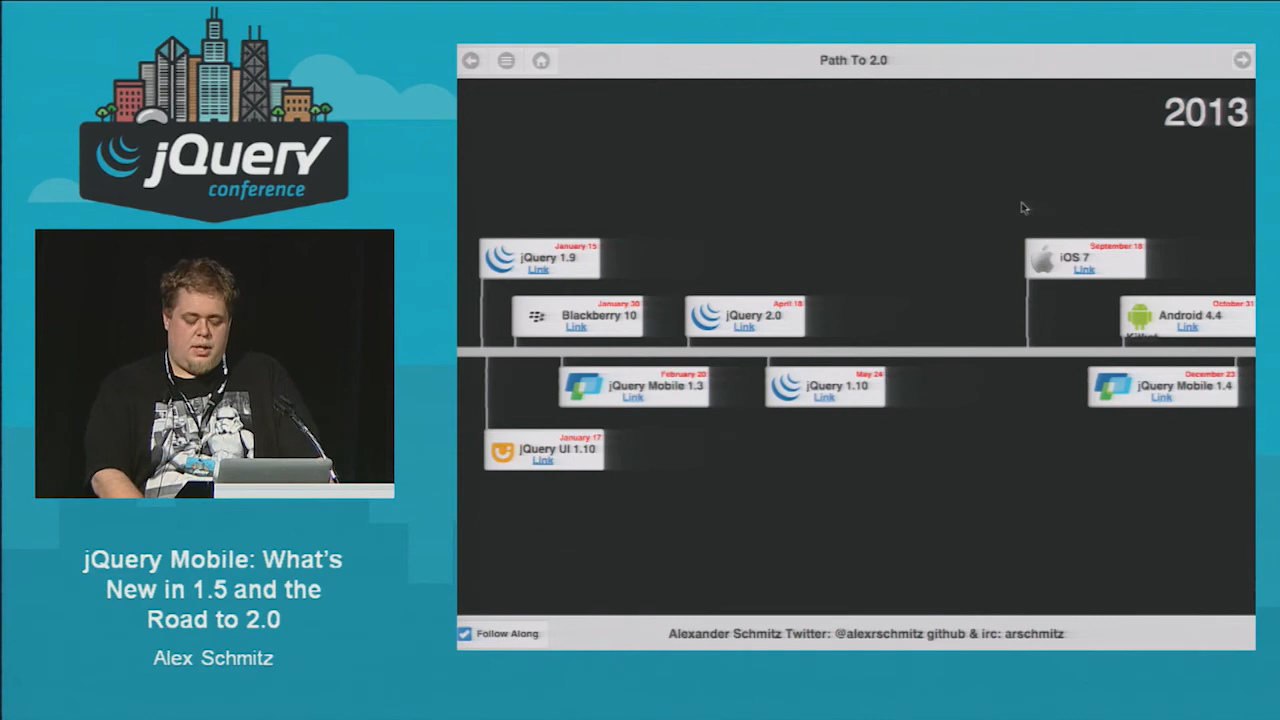 jQuery
conference
jQuery Mobile: What's
New in 1.5 and the
Road to 2.0
Alex Schmitz
Path To 2.0
2013
January 15
jQuery 1.9
Link
September 18
iOS 7
Link
January 30
Blackberry 10
Link
April 18
jQuery 2.0
Link
October 31
Android 4.4
Link
February 20
jQuery Mobile 1.3
Link
May 24
jQuery 1.10
Link
December 23
jQuery Mobile 1.4
Link
January 17
jQuery UI 1.10
Link
Follow Along
Alexander Schmitz Twitter: @alexrschmitz github & irc: arschmitz